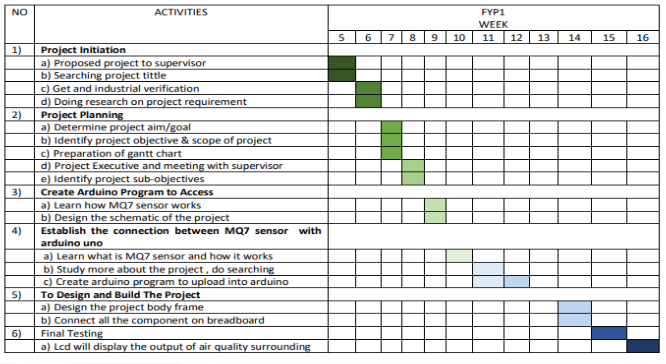 NO ACTIVITIES FYP1
WEEK
5 6 7 8 9 10 11 12 13 14 15 16
1) Project Initiation
a) Proposed project to supervisor
b) Searching project tittle
c) Get and industrial verification
d) Doing research on project requirement
2) Project Planning
a) Determine project aim/goal
b) Identify project objective & scope of project
c) Preparation of gantt chart
d) Project Executive and meeting with supervisor
e) Identify project sub-objectives
3) Create Arduino Program to Access
a) Learn how MQ7 sensor works
b) Design the schematic of the project
4) Establish the connection between MQ7 sensor with
arduino uno
a) Learn what is MQ7 sensor and how it works
b) Study more about the project , do searching
c) Create arduino program to upload into arduino
5) To Design and Build The Project
a) Design the project body frame
b) Connect all the component on breadboard
6) Final Testing
a) Lcd will display the output of air quality surrounding